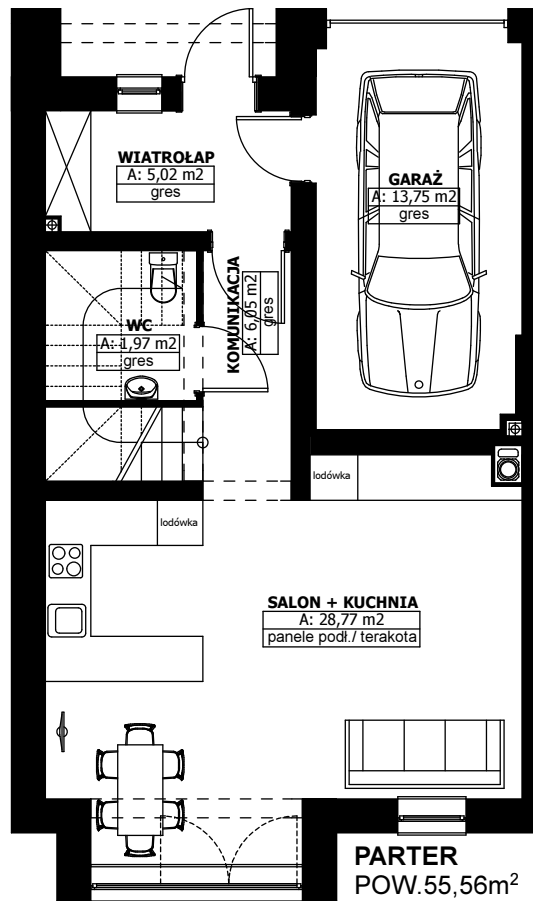 WIATROŁAP
A: 5,02 m2
gres
GARAŻ
A: 13,75 m2
gres
KOMUNIKACJA
A: 6,05 m2
gres
WC
A: 1,97 m2
gres
lodówka
lodówka
SALON + KUCHNIA
A: 28,77 m2
panele podł./ terakota
PARTER
POW.55,56m²